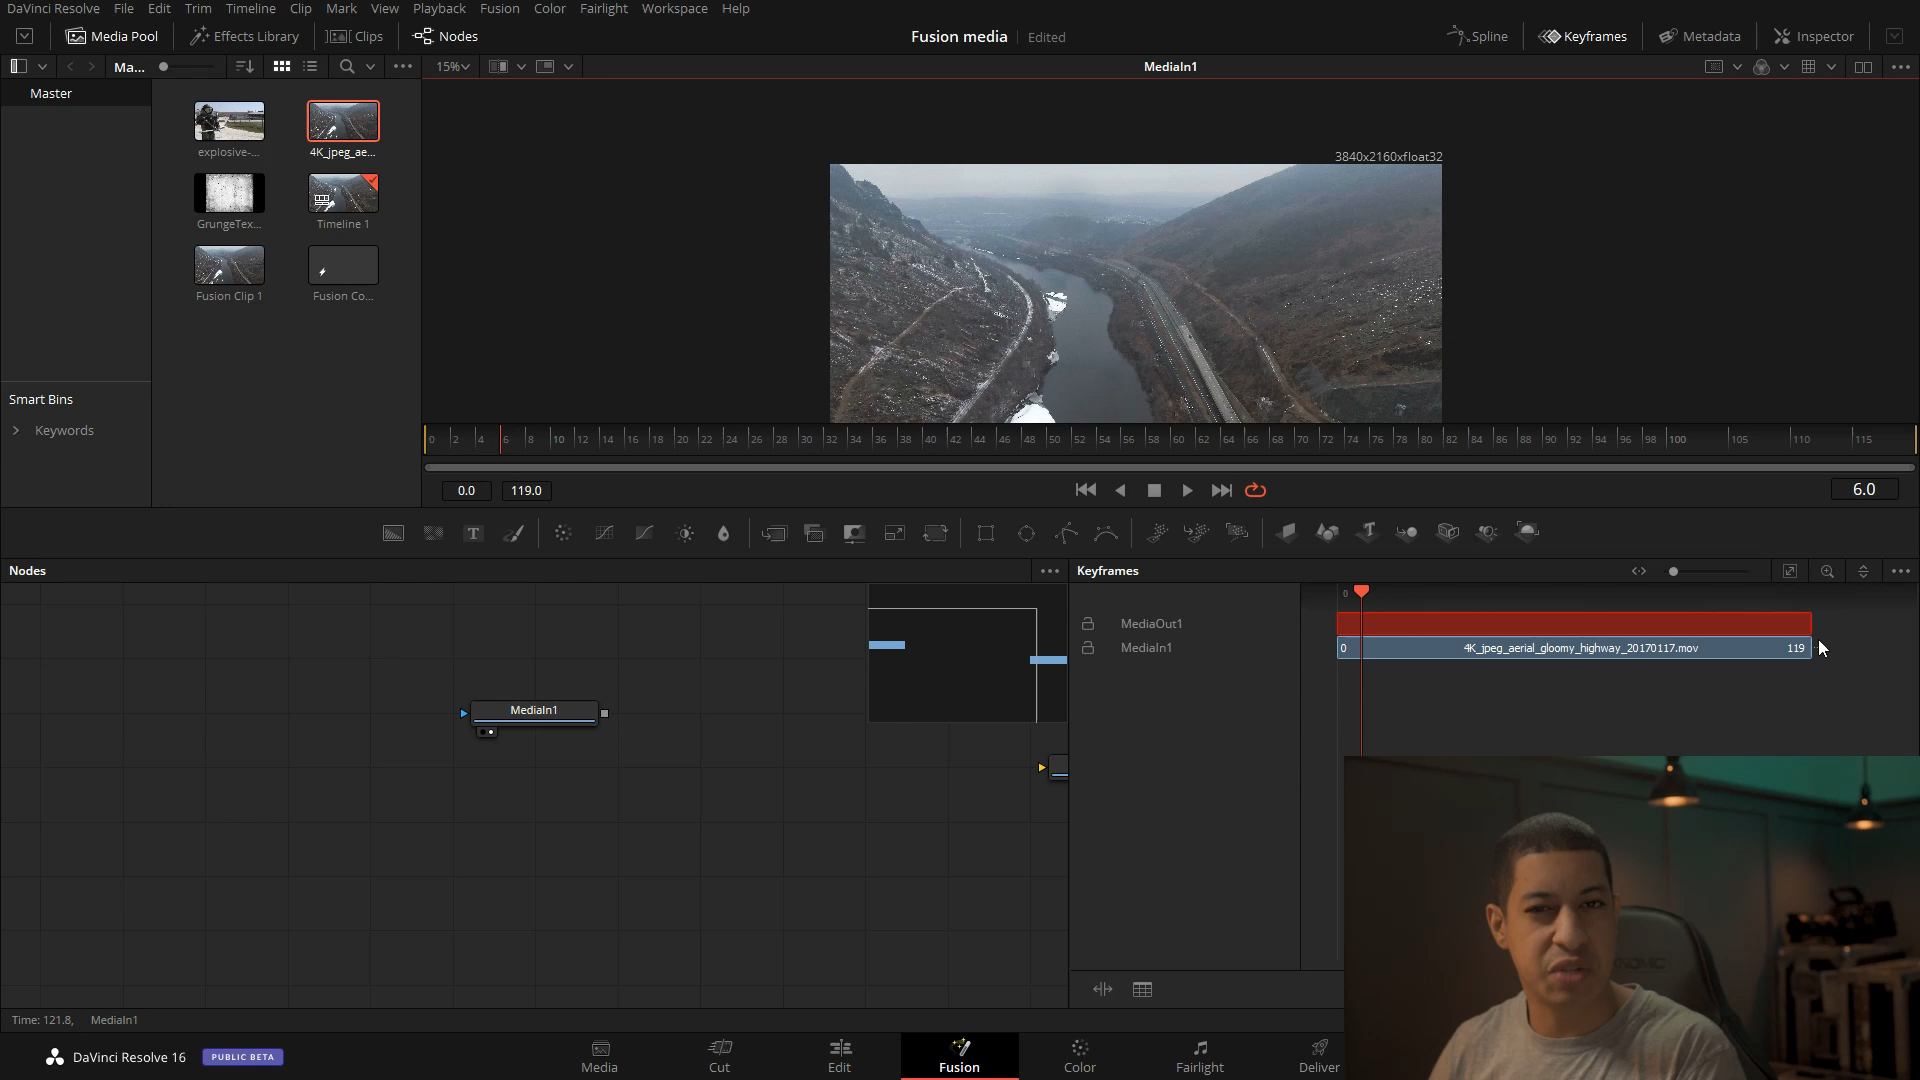 DaVinci Resolve File Edit Trim Timeline Clip Mark View Playback Fusion Color Fairlight Workspace Help
Media Pool Effects Library Clips Nodes Fusion media Edited Spline Keyframes Metadata Inspector
Ma... 15% MediaIn1
Master
3840x2160xfloat32
explosive-... 4K_jpeg_ae...
GrungeTex... Timeline 1
Fusion Clip 1 Fusion Co...
Smart Bins
Keywords
0 2 4 6 8 10 12 14 16 18 20 22 24 26 28 30 32 34 36 38 40 42 44 46 48 50 52 54 56 58 60 62 64 66 68 70 72 74 76 78 80 82 84 86 88 90 92 94 96 98 100 105 110 115
0.0 119.0 6.0
T T
Nodes Keyframes
0
MediaOut1
MediaIn1 0 4K_jpeg_aerial_gloomy_highway_20170117.mov 119
MediaIn1
Time: 121.8, MediaIn1
DaVinci Resolve 16 PUBLIC BETA
Media Cut Edit Fusion Color Fairlight Deliver